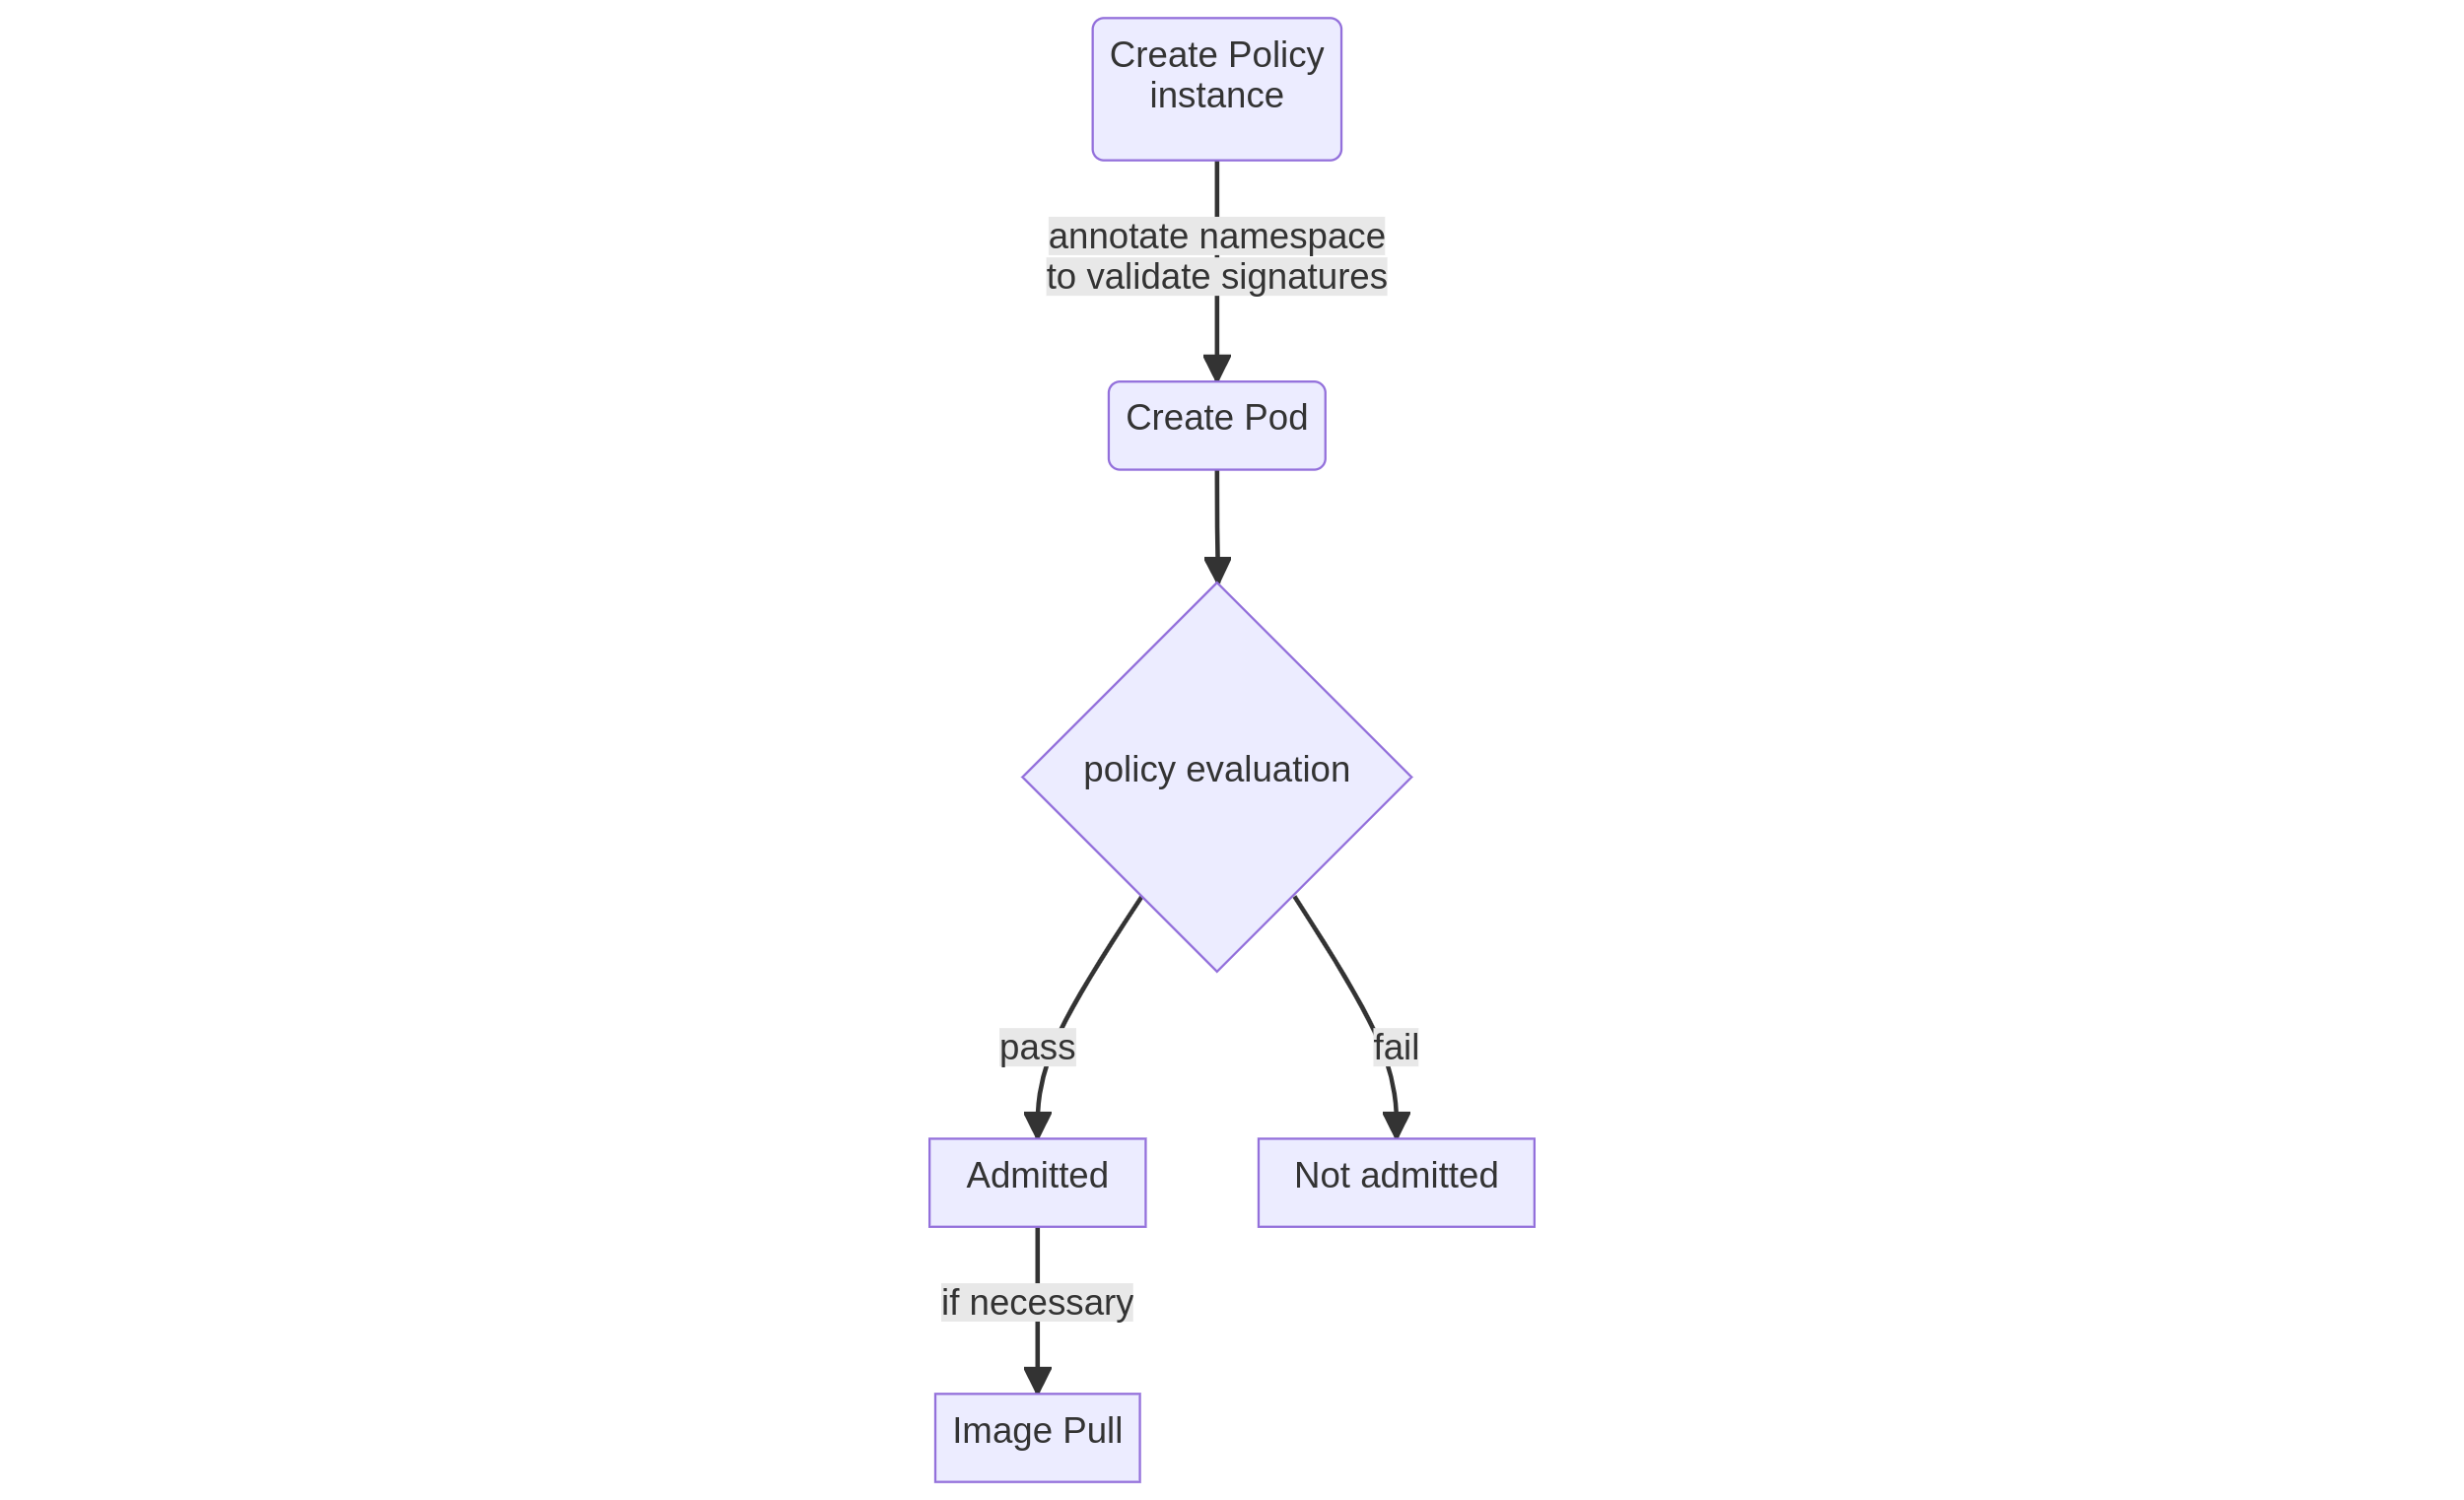 Create Policy
instance
annotate namespace
to validate signatures
Create Pod
policy evaluation
pass
fail
Admitted
Not admitted
if necessary
Image Pull